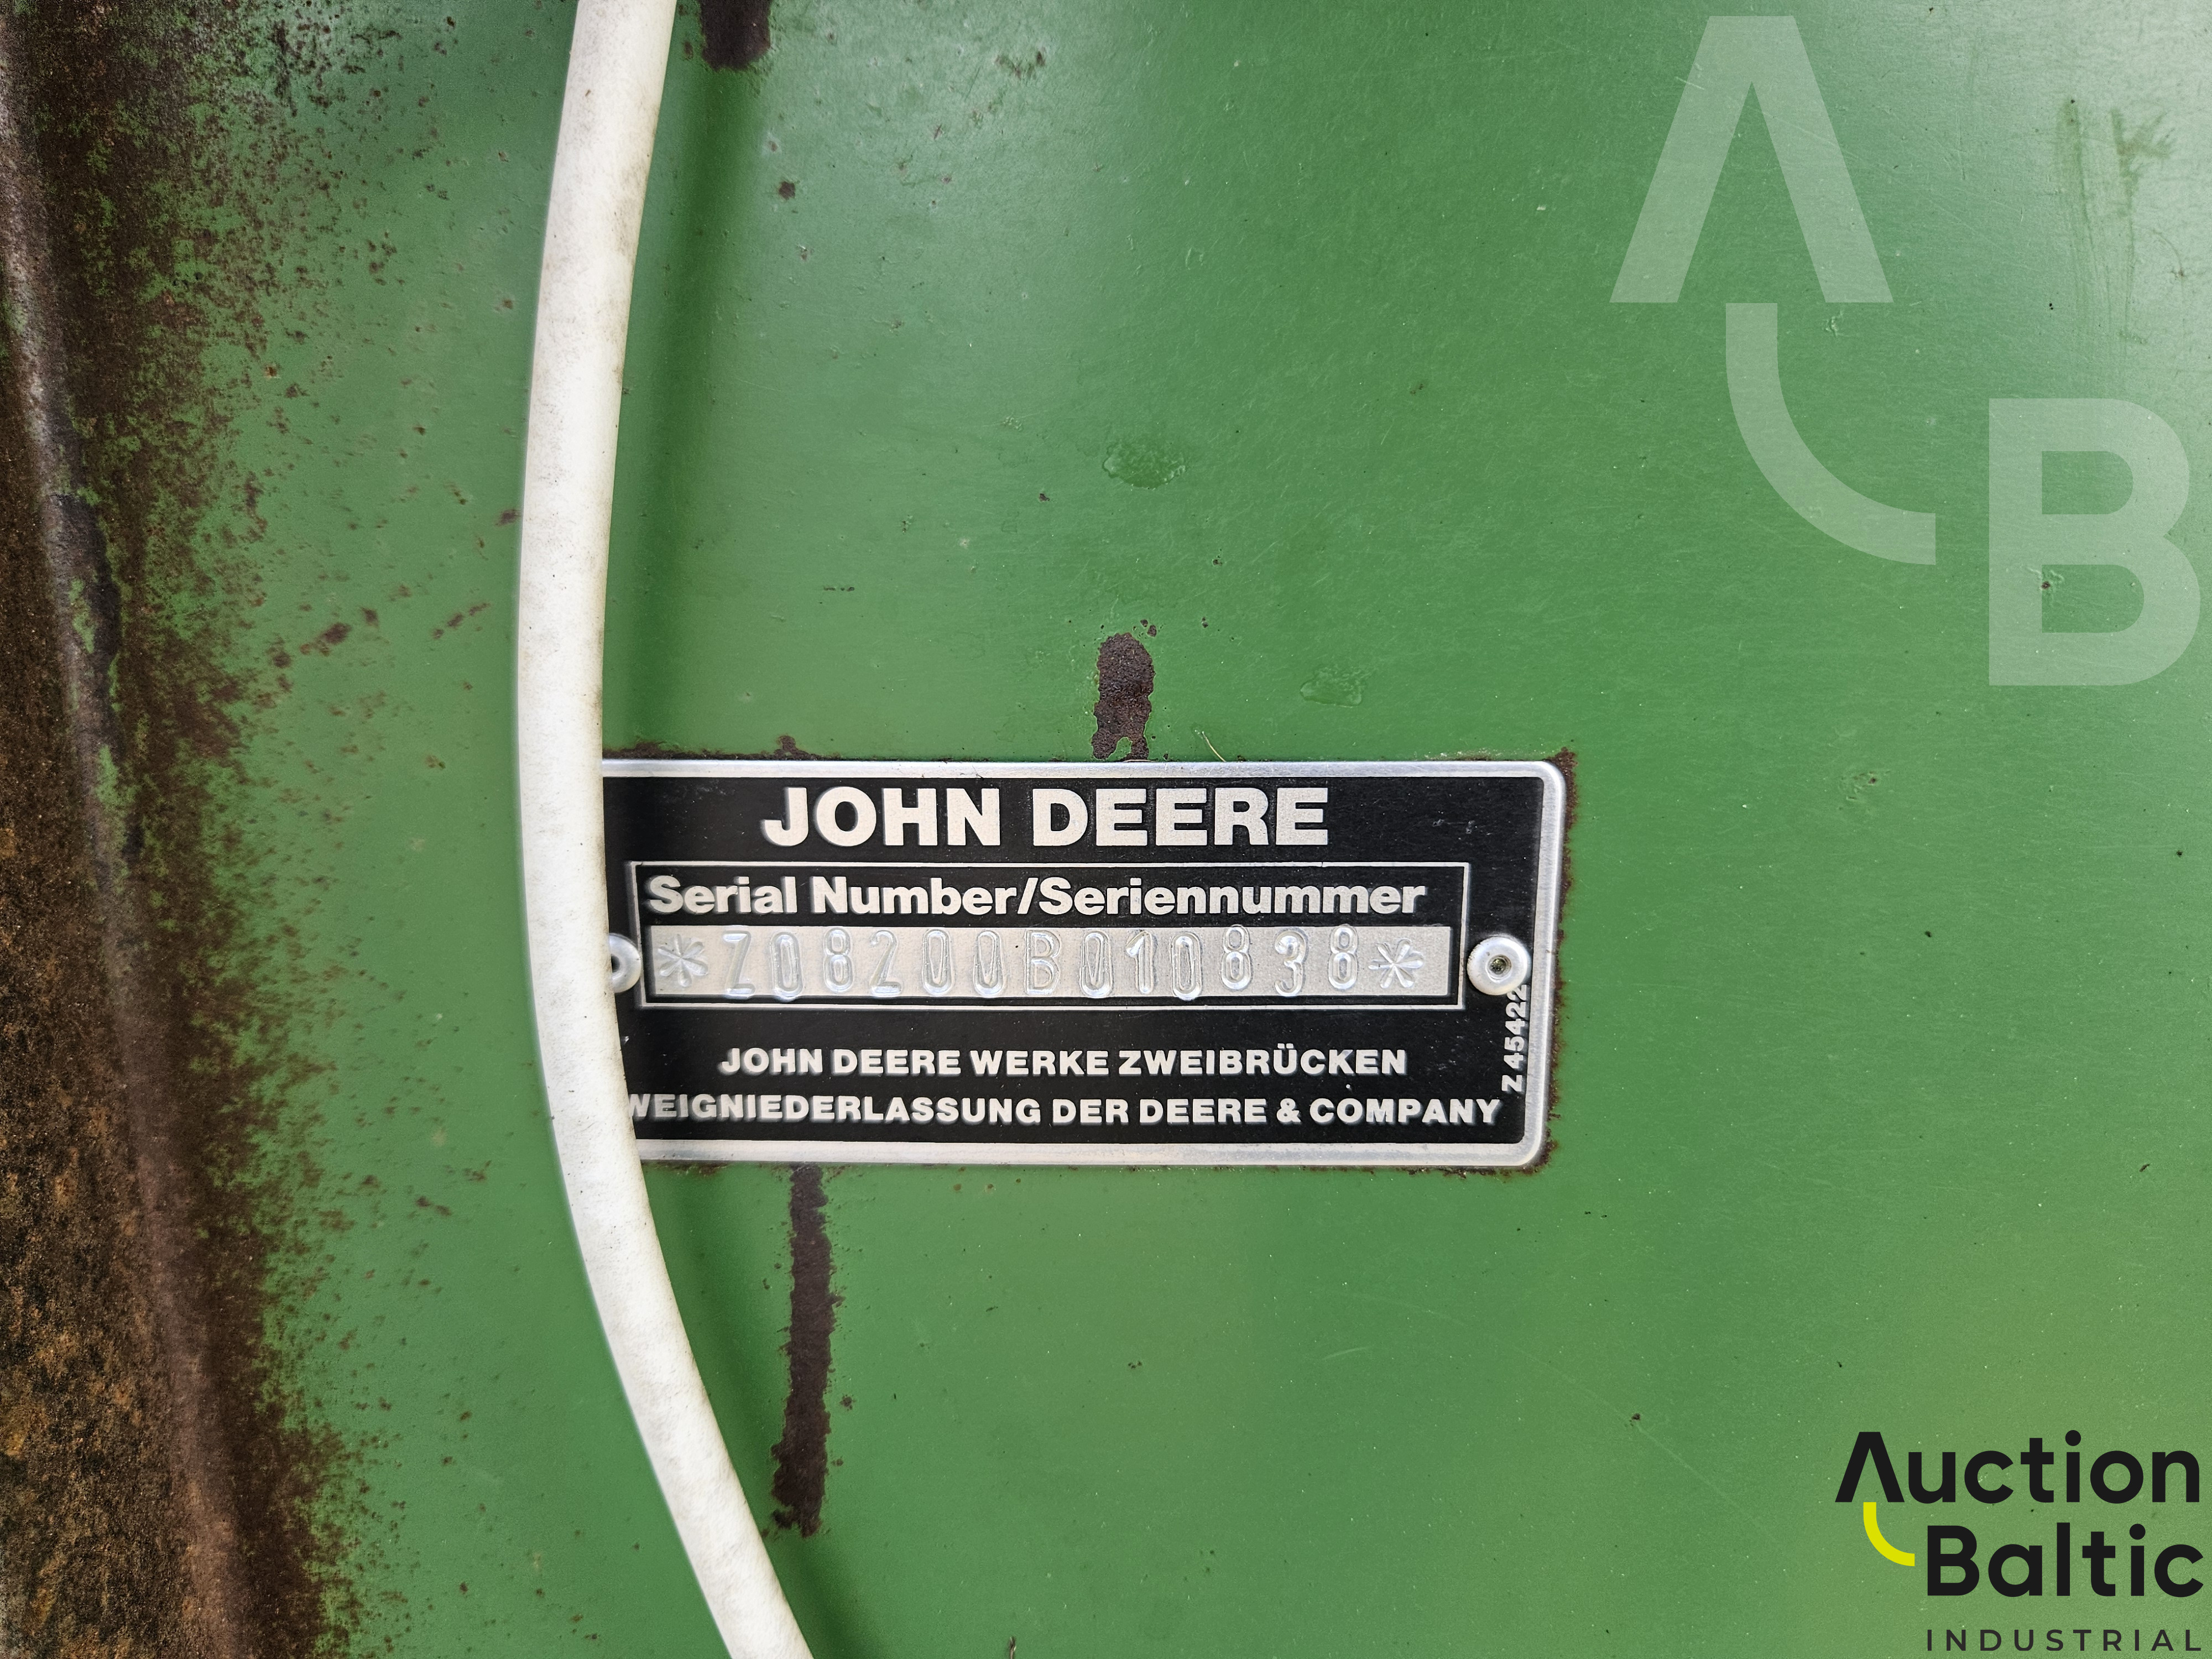 JOHN DEERE
Serial Number/Seriennummer
*Z08200B010838*
JOHN DEERE WERKE ZWEIBRÜCKEN
WEIGNIEDERLASSUNG DER DEERE & COMPANY
Z 45422
A
B
Auction
Baltic
INDUSTRIAL